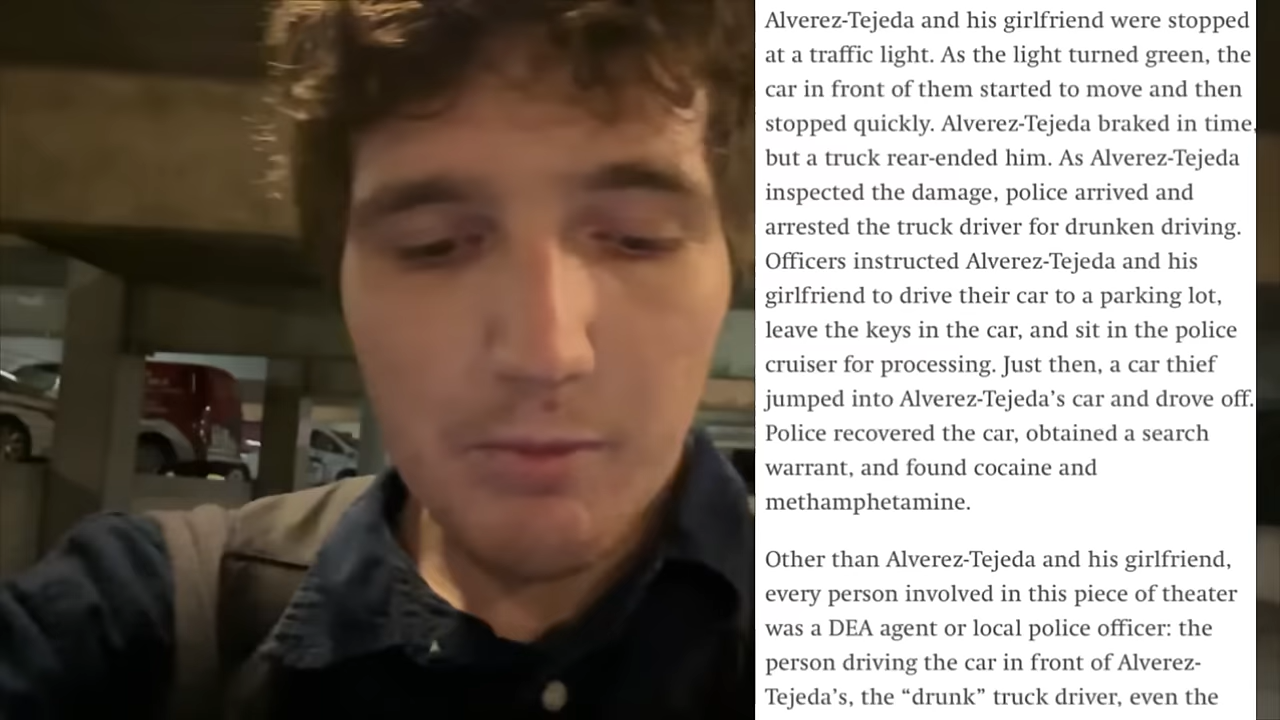 Alverez-Tejeda and his girlfriend were stopped
at a traffic light. As the light turned green, the
car in front of them started to move and then
stopped quickly. Alverez-Tejeda braked in time,
but a truck rear-ended him. As Alverez-Tejeda
inspected the damage, police arrived and
arrested the truck driver for drunken driving.
Officers instructed Alverez-Tejeda and his
girlfriend to drive their car to a parking lot,
leave the keys in the car, and sit in the police
cruiser for processing. Just then, a car thief
jumped into Alverez-Tejeda’s car and drove off.
Police recovered the car, obtained a search
warrant, and found cocaine and
methamphetamine.
Other than Alverez-Tejeda and his girlfriend,
every person involved in this piece of theater
was a DEA agent or local police officer: the
person driving the car in front of Alverez-
Tejeda’s, the “drunk” truck driver, even the